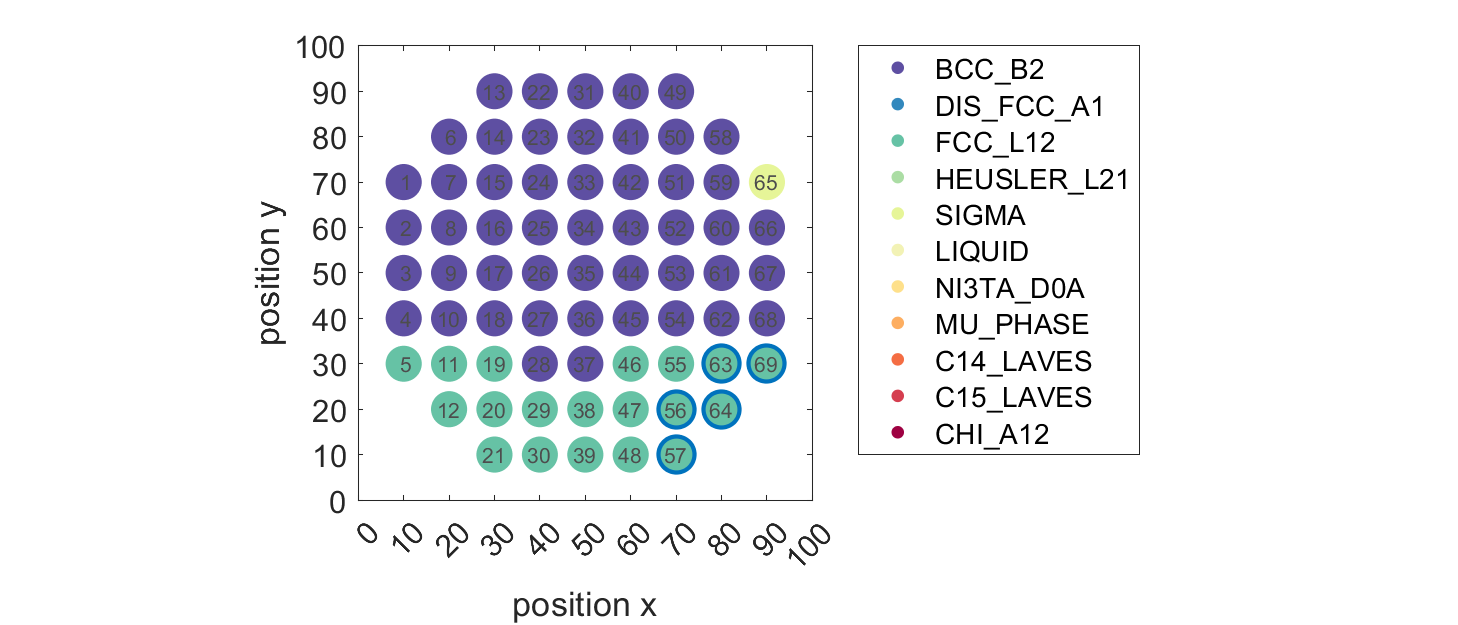 100
90
80
70
60
50
40
30
20
10
0
position y
13 22 31 40 49
6 14 23 32 41 50 58
1 7 15 24 33 42 51 59 65
2 8 16 25 34 43 52 60 66
3 9 17 26 35 44 53 61 67
4 10 18 27 36 45 54 62 68
5 11 19 28 37 46 55 63 69
12 20 29 38 47 56 64
21 30 39 48 57
0 10 20 30 40 50 60 70 80 90 100
position x
BCC_B2
DIS_FCC_A1
FCC_L12
HEUSLER_L21
SIGMA
LIQUID
NI3TA_D0A
MU_PHASE
C14_LAVES
C15_LAVES
CHI_A12